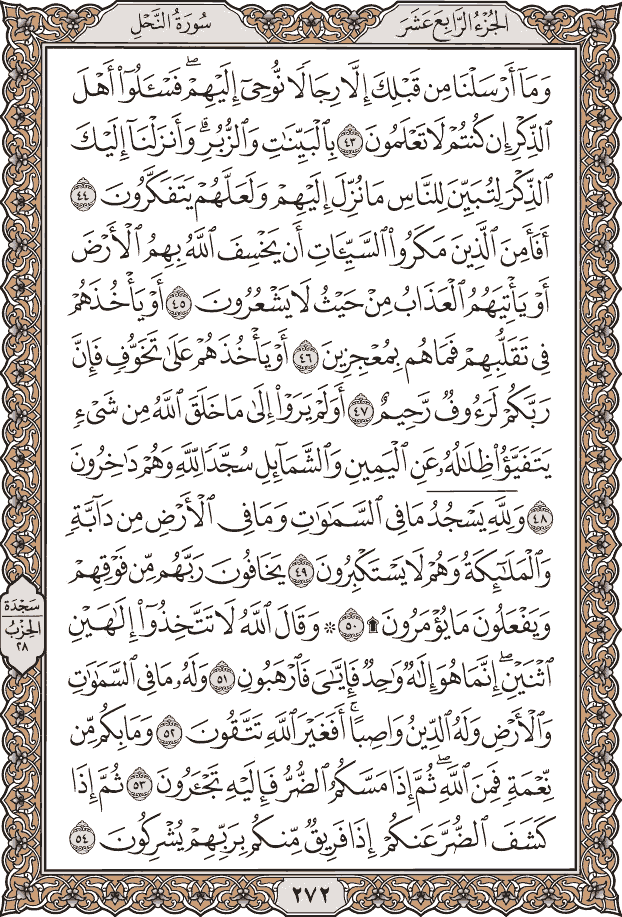 الجُزْءُ الرَّابِعَ عَشَرَ
سُورَةُ النَّحْلِ
وَمَآ أَرْسَلْنَا مِن قَبْلِكَ إِلَّا رِجَالًا نُّوحِىٓ إِلَيْهِمْ ۖ فَسْـَٔلُوٓا۟ أَهْلَ
ٱلذِّكْرِ إِن كُنتُمْ لَا تَعْلَمُونَ ٤٣ بِٱلْبَيِّنَـٰتِ وَٱلزُّبُرِ ۗ وَأَنزَلْنَآ إِلَيْكَ
ٱلذِّكْرَ لِتُبَيِّنَ لِلنَّاسِ مَا نُزِّلَ إِلَيْهِمْ وَلَعَلَّهُمْ يَتَفَكَّرُونَ ٤٤
أَفَأَمِنَ ٱلَّذِينَ مَكَرُوا۟ ٱلسَّيِّـَٔاتِ أَن يَخْسِفَ ٱللَّهُ بِهِمُ ٱلْأَرْضَ
أَوْ يَأْتِيَهُمُ ٱلْعَذَابُ مِنْ حَيْثُ لَا يَشْعُرُونَ ٤٥ أَوْ يَأْخُذَهُمْ
فِى تَقَلُّبِهِمْ فَمَا هُم بِمُعْجِزِينَ ٤٦ أَوْ يَأْخُذَهُمْ عَلَىٰ تَخَوُّفٍ فَإِنَّ
رَبَّكُمْ لَرَءُوفٌ رَّحِيمٌ ٤٧ أَوَلَمْ يَرَوْا۟ إِلَىٰ مَا خَلَقَ ٱللَّهُ مِن شَىْءٍ
يَتَفَيَّؤُا۟ ظِلَـٰلُهُۥ عَنِ ٱلْيَمِينِ وَٱلشَّمَآئِلِ سُجَّدًا لِّلَّهِ وَهُمْ دَٰخِرُونَ
٤٨ وَلِلَّهِ يَسْجُدُ مَا فِى ٱلسَّمَـٰوَٰتِ وَمَا فِى ٱلْأَرْضِ مِن دَآبَّةٍ
وَٱلْمَلَـٰٓئِكَةُ وَهُمْ لَا يَسْتَكْبِرُونَ ٤٩ يَخَافُونَ رَبَّهُم مِّن فَوْقِهِمْ
وَيَفْعَلُونَ مَا يُؤْمَرُونَ ۩ ٥٠ ۞ وَقَالَ ٱللَّهُ لَا تَتَّخِذُوٓا۟ إِلَـٰهَيْنِ
ٱثْنَيْنِ ۖ إِنَّمَا هُوَ إِلَـٰهٌ وَٰحِدٌ فَإِيَّـٰىَ فَٱرْهَبُونِ ٥١ وَلَهُۥ مَا فِى ٱلسَّمَـٰوَٰتِ
وَٱلْأَرْضِ وَلَهُ ٱلدِّينُ وَاصِبًا ۚ أَفَغَيْرَ ٱللَّهِ تَتَّقُونَ ٥٢ وَمَا بِكُم مِّن
نِّعْمَةٍ فَمِنَ ٱللَّهِ ۖ ثُمَّ إِذَا مَسَّكُمُ ٱلضُّرُّ فَإِلَيْهِ تَجْـَٔرُونَ ٥٣ ثُمَّ إِذَا
كَشَفَ ٱلضُّرَّ عَنكُمْ إِذَا فَرِيقٌ مِّنكُم بِرَبِّهِمْ يُشْرِكُونَ ٥٤
سَجْدَة
الحِزْبُ
٢٨
٢٧٢